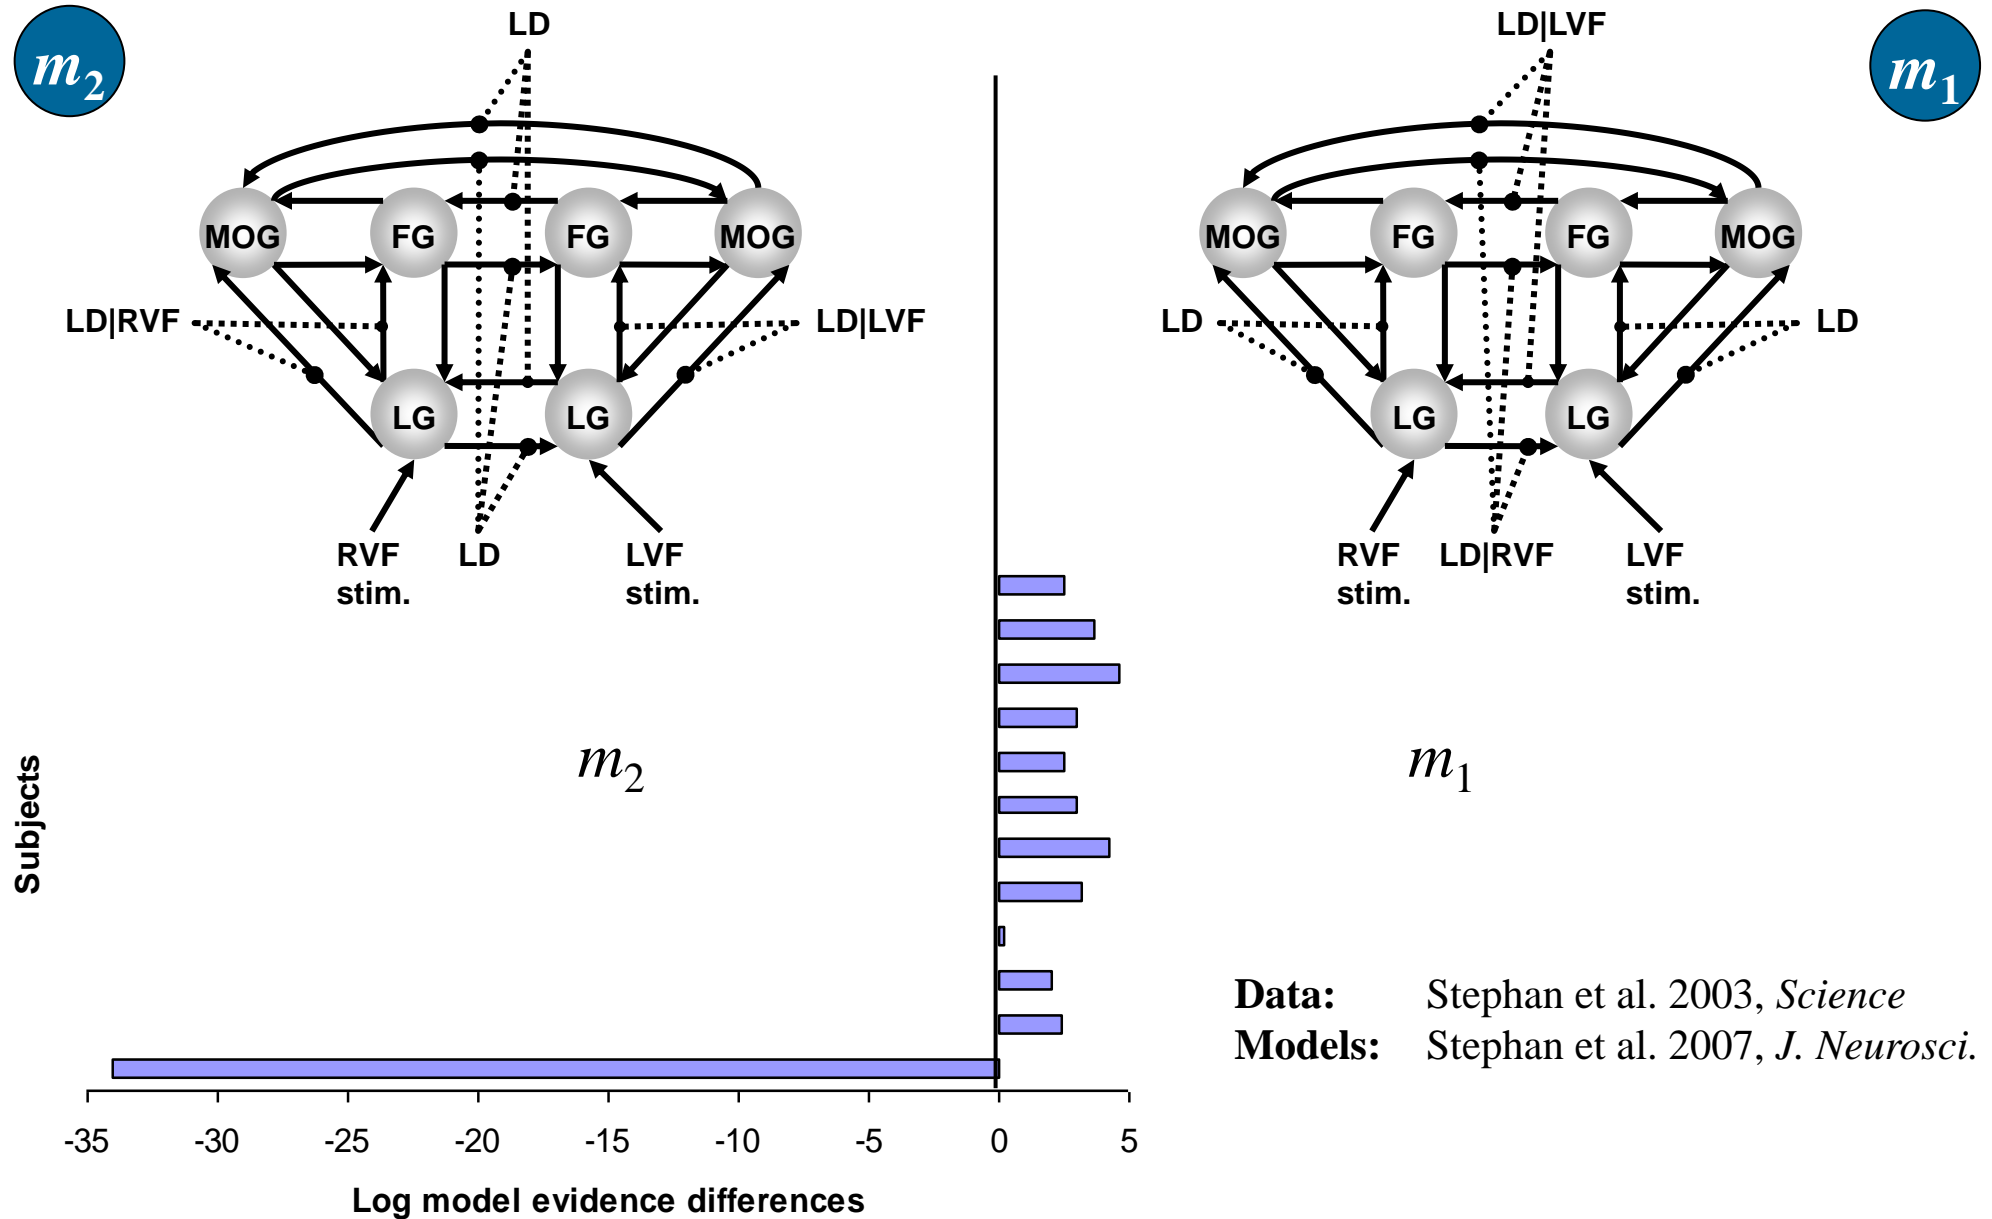 m2
LD
MOG FG FG MOG
LD|RVF LD|LVF
LG LG
RVF stim.
LD
LVF stim.
m1
LD|LVF
MOG FG FG MOG
LD LD
LG LG
RVF stim.
LD|RVF
LVF stim.
Subjects
m2
m1
Data: Stephan et al. 2003, Science
Models: Stephan et al. 2007, J. Neurosci.
-35 -30 -25 -20 -15 -10 -5 0 5
Log model evidence differences